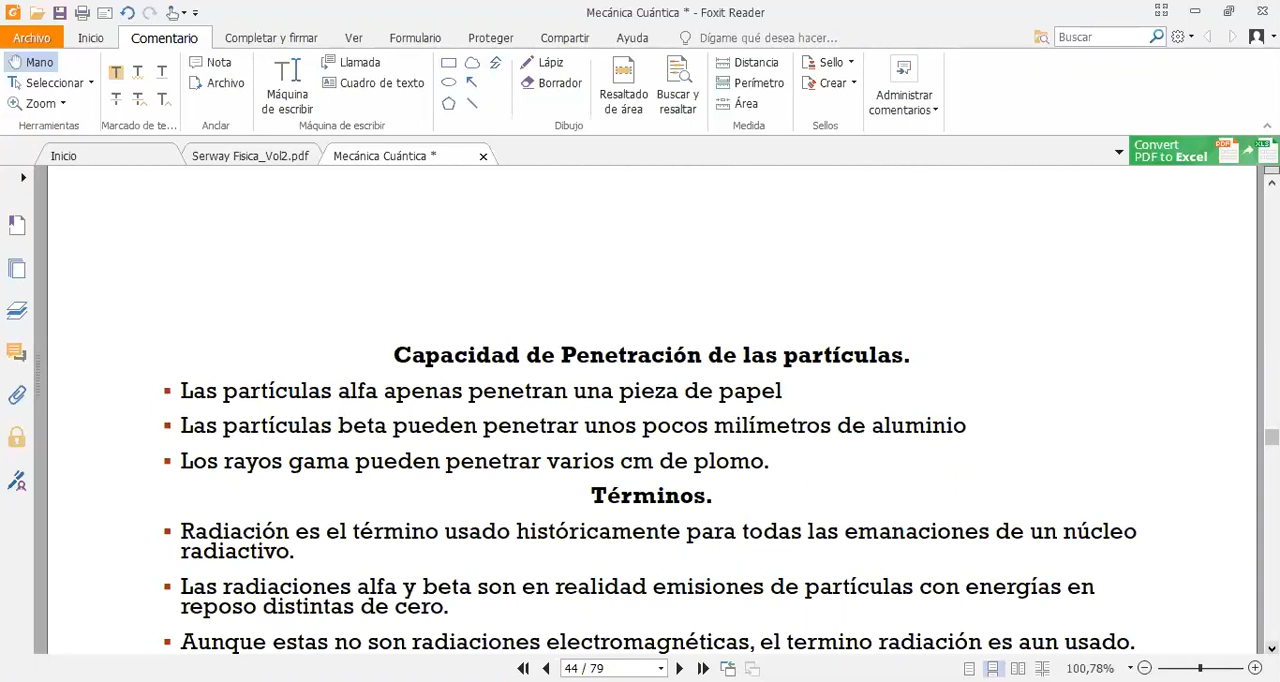 Mecánica Cuántica * - Foxit Reader
Archivo Inicio Comentario Completar y firmar Ver Formulario Proteger Compartir Ayuda Dígame qué desea hacer... Buscar
Mano
Seleccionar
Zoom
Herramientas
Marcado de te...
Nota
Archivo
Andar
Máquina de escribir
Llamada
Cuadro de texto
Máquina de escribir
Lápiz
Borrador
Resaltado de área
Buscar y resaltar
Dibujo
Distancia
Perímetro
Área
Medida
Sello
Crear
Sellos
Administrar comentarios
Inicio Serway Fisica_Vol2.pdf Mecánica Cuántica *
Convert
PDF to Excel
Capacidad de Penetración de las partículas.
▪ Las partículas alfa apenas penetran una pieza de papel
▪ Las partículas beta pueden penetrar unos pocos milímetros de aluminio
▪ Los rayos gama pueden penetrar varios cm de plomo.
Términos.
▪ Radiación es el término usado históricamente para todas las emanaciones de un núcleo
radiactivo.
▪ Las radiaciones alfa y beta son en realidad emisiones de partículas con energías en
reposo distintas de cero.
▪ Aunque estas no son radiaciones electromagnéticas, el termino radiación es aun usado.
44 / 79
100,78%